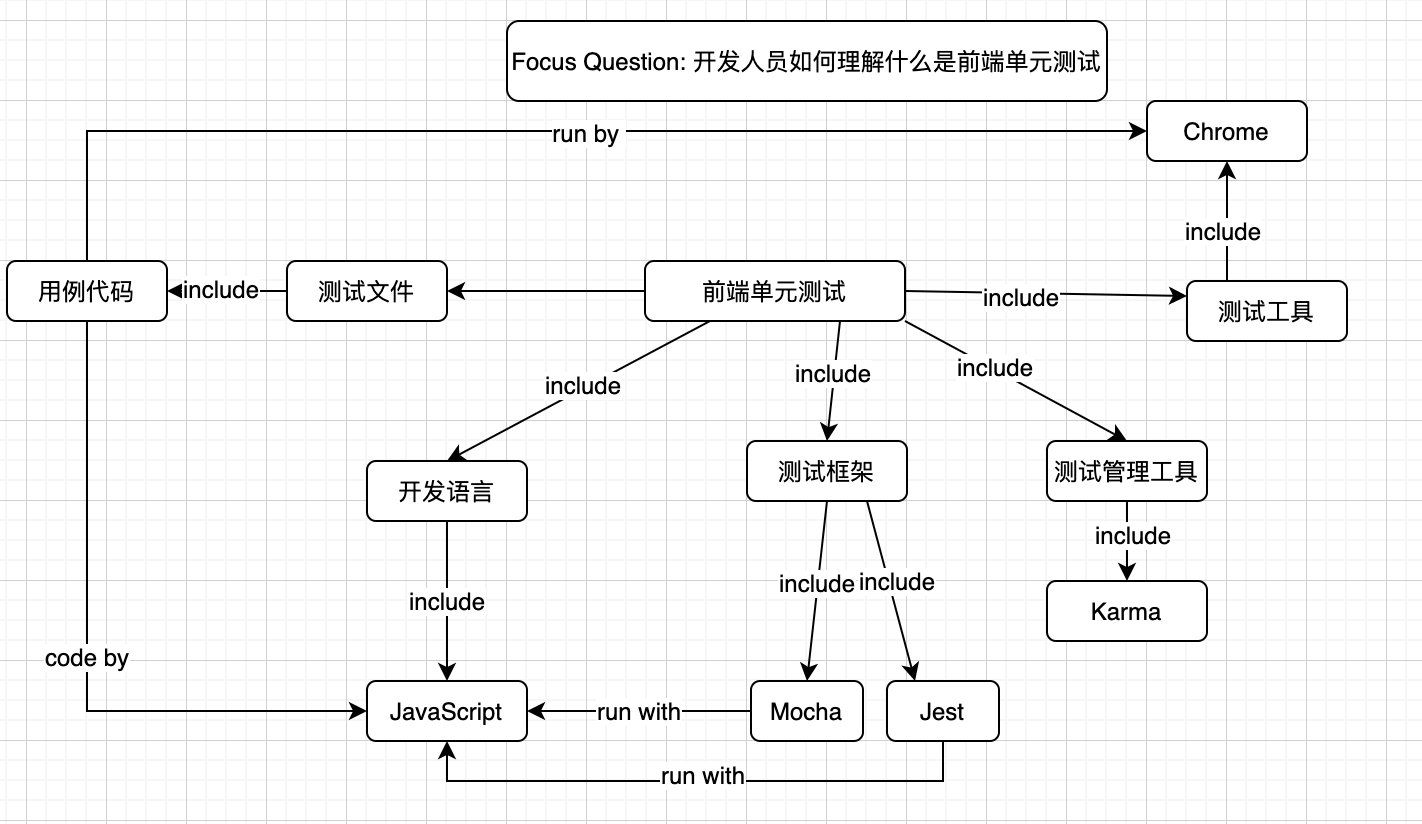 Focus Question: 开发人员如何理解什么是前端单元测试
Chrome
run by
include
用例代码
include
测试文件
前端单元测试
include
测试工具
include
include
include
开发语言
测试框架
测试管理工具
include
include
include
include
Karma
code by
JavaScript
run with
Mocha
Jest
run with